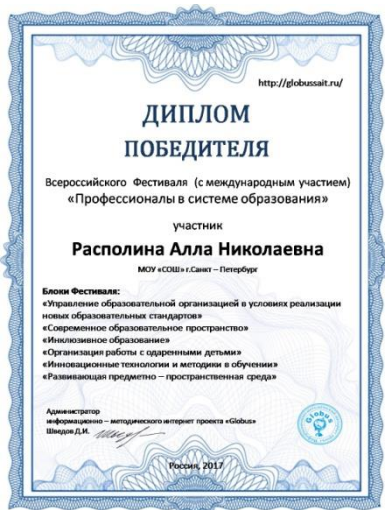 http://globussait.ru/
ДИПЛОМ
ПОБЕДИТЕЛЯ
Всероссийского Фестиваля (с международным участием)
«Профессионалы в системе образования»
участник
Располина Алла Николаевна
МОУ «СОШ» г.Санкт – Петербург
Блоки Фестиваля:
«Управление образовательной организацией в условиях реализации
новых образовательных стандартов»
«Современное образовательное пространство»
«Инклюзивное образование»
«Организация работы с одаренными детьми»
«Инновационные технологии и методики в обучении»
«Развивающая предметно – пространственная среда»
Администратор
информационно – методического интернет проекта «Globus»
Шведов Д.И.
Globus
Россия, 2017